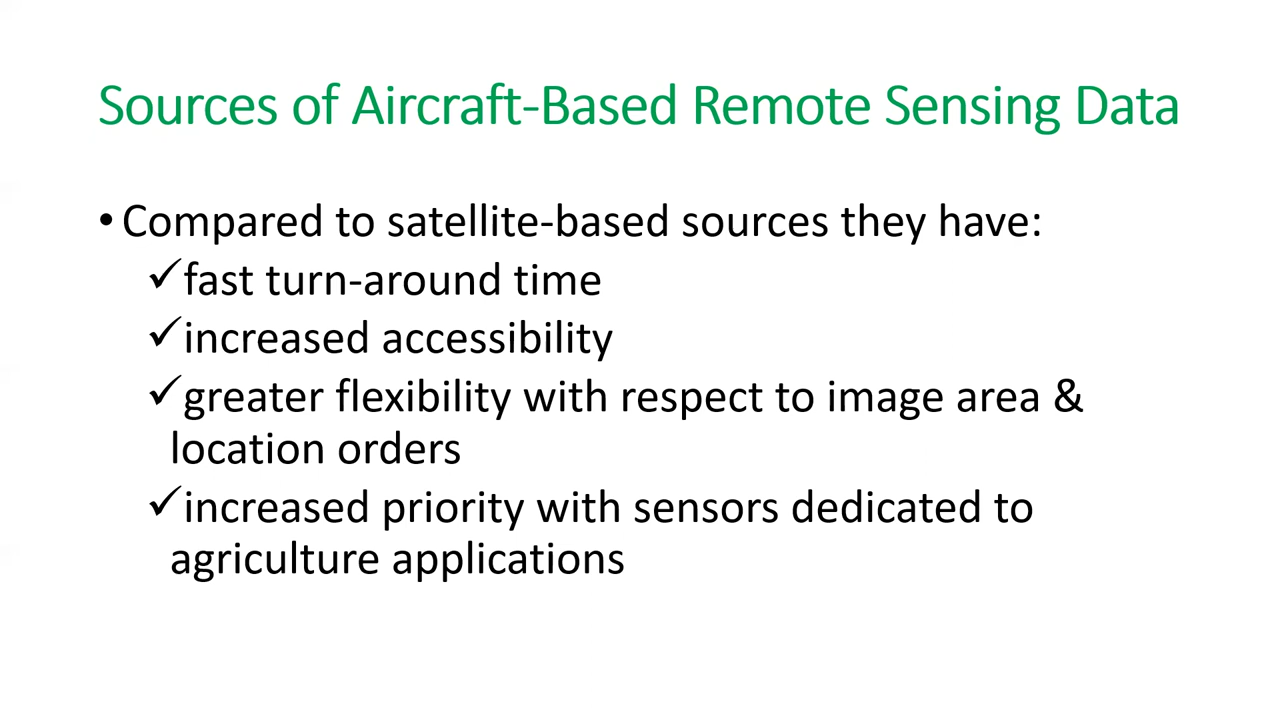 Sources of Aircraft-Based Remote Sensing Data
• Compared to satellite-based sources they have:
✓fast turn-around time
✓increased accessibility
✓greater flexibility with respect to image area &
location orders
✓increased priority with sensors dedicated to
agriculture applications